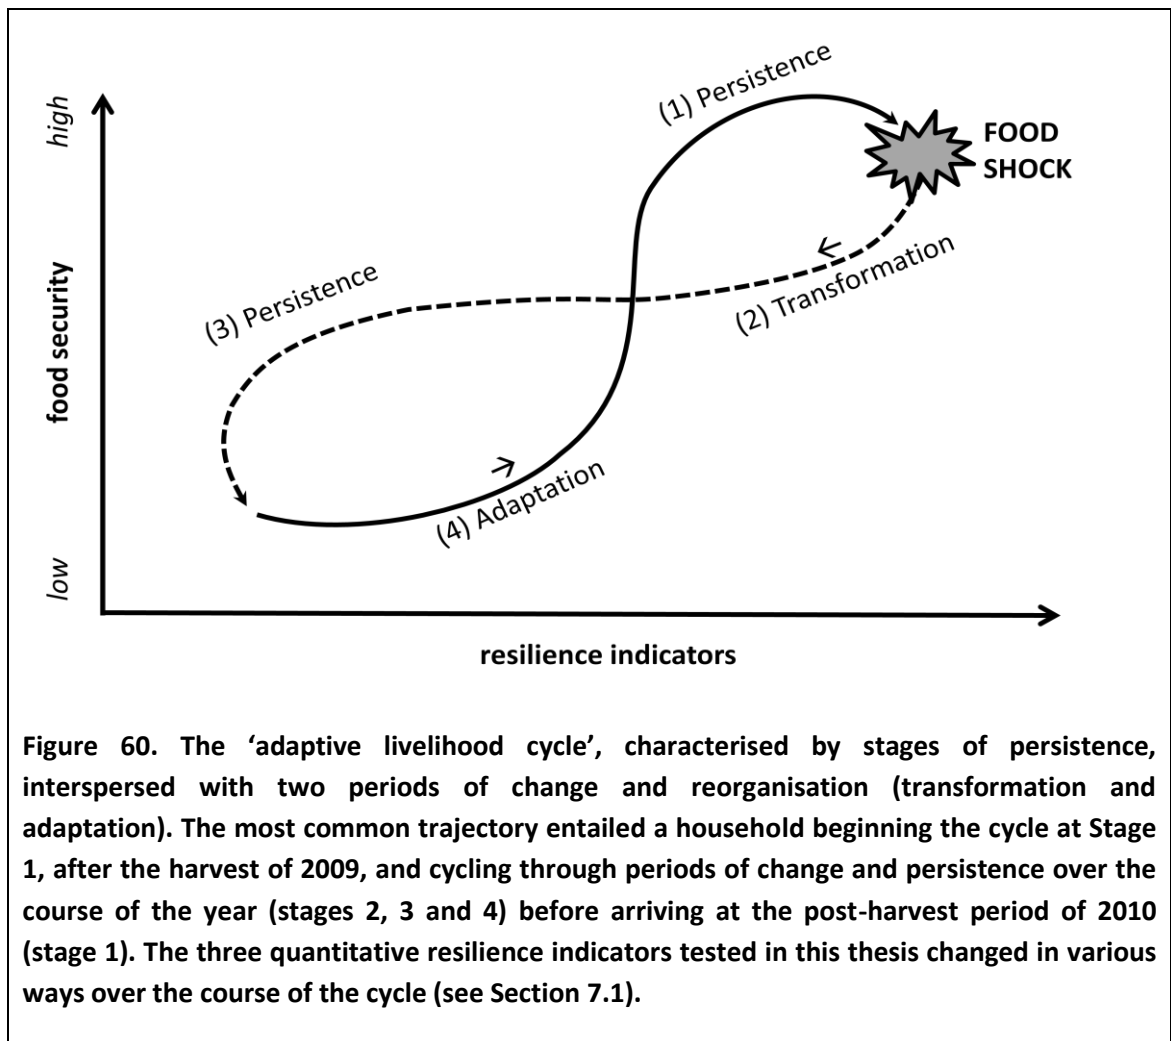 (1) Persistence
high
FOOD
SHOCK
(3) Persistence
(2) Transformation
food security
(4) Adaptation
low
resilience indicators
Figure 60. The ‘adaptive livelihood cycle’, characterised by stages of persistence,
interspersed with two periods of change and reorganisation (transformation and
adaptation). The most common trajectory entailed a household beginning the cycle at Stage
1, after the harvest of 2009, and cycling through periods of change and persistence over the
course of the year (stages 2, 3 and 4) before arriving at the post-harvest period of 2010
(stage 1). The three quantitative resilience indicators tested in this thesis changed in various
ways over the course of the cycle (see Section 7.1).